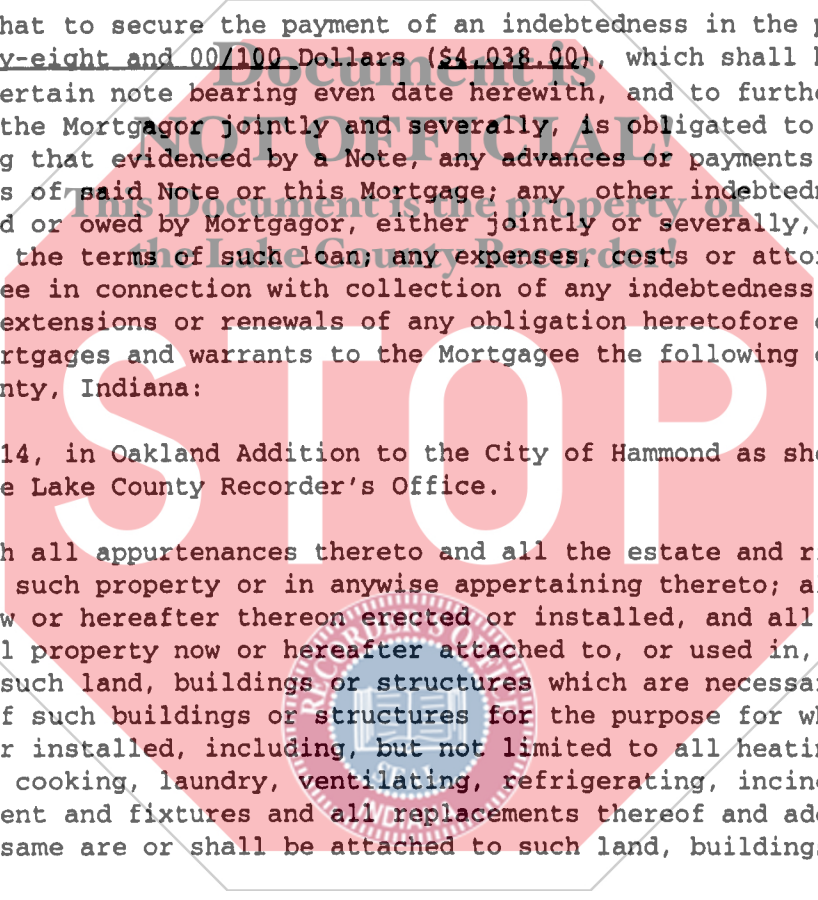 hat to secure the payment of an indebtedness in the
y-eight and 00/100 Dollars ($4,038.00), which shall
Document is
ertain note bearing even date herewith, and to furthe
the Mortgagor jointly and severally, is obligated to
NOT OFFICIAL!
g that evidenced by a Note, any advances or payments
s of said Note or this Mortgage; any other indebtedn
This Document is the property of
d or owed by Mortgagor, either jointly or severally,
the Lake County Recorder!
the terms of such loan; any expenses, costs or attor
ee in connection with collection of any indebtedness
extensions or renewals of any obligation heretofore
rtgages and warrants to the Mortgagee the following
nty, Indiana:
STOP
14, in Oakland Addition to the City of Hammond as sho
e Lake County Recorder's Office.
h all appurtenances thereto and all the estate and r
such property or in anywise appertaining thereto; a
w or hereafter thereon erected or installed, and all
l property now or hereafter attached to, or used in,
RECORDER'S OFFICE
such land, buildings or structures which are necessa
f such buildings or structures for the purpose for wh
r installed, including, but not limited to all heatin
SEAL
cooking, laundry, ventilating, refrigerating, incine
INDIANA
ent and fixtures and all replacements thereof and add
same are or shall be attached to such land, building